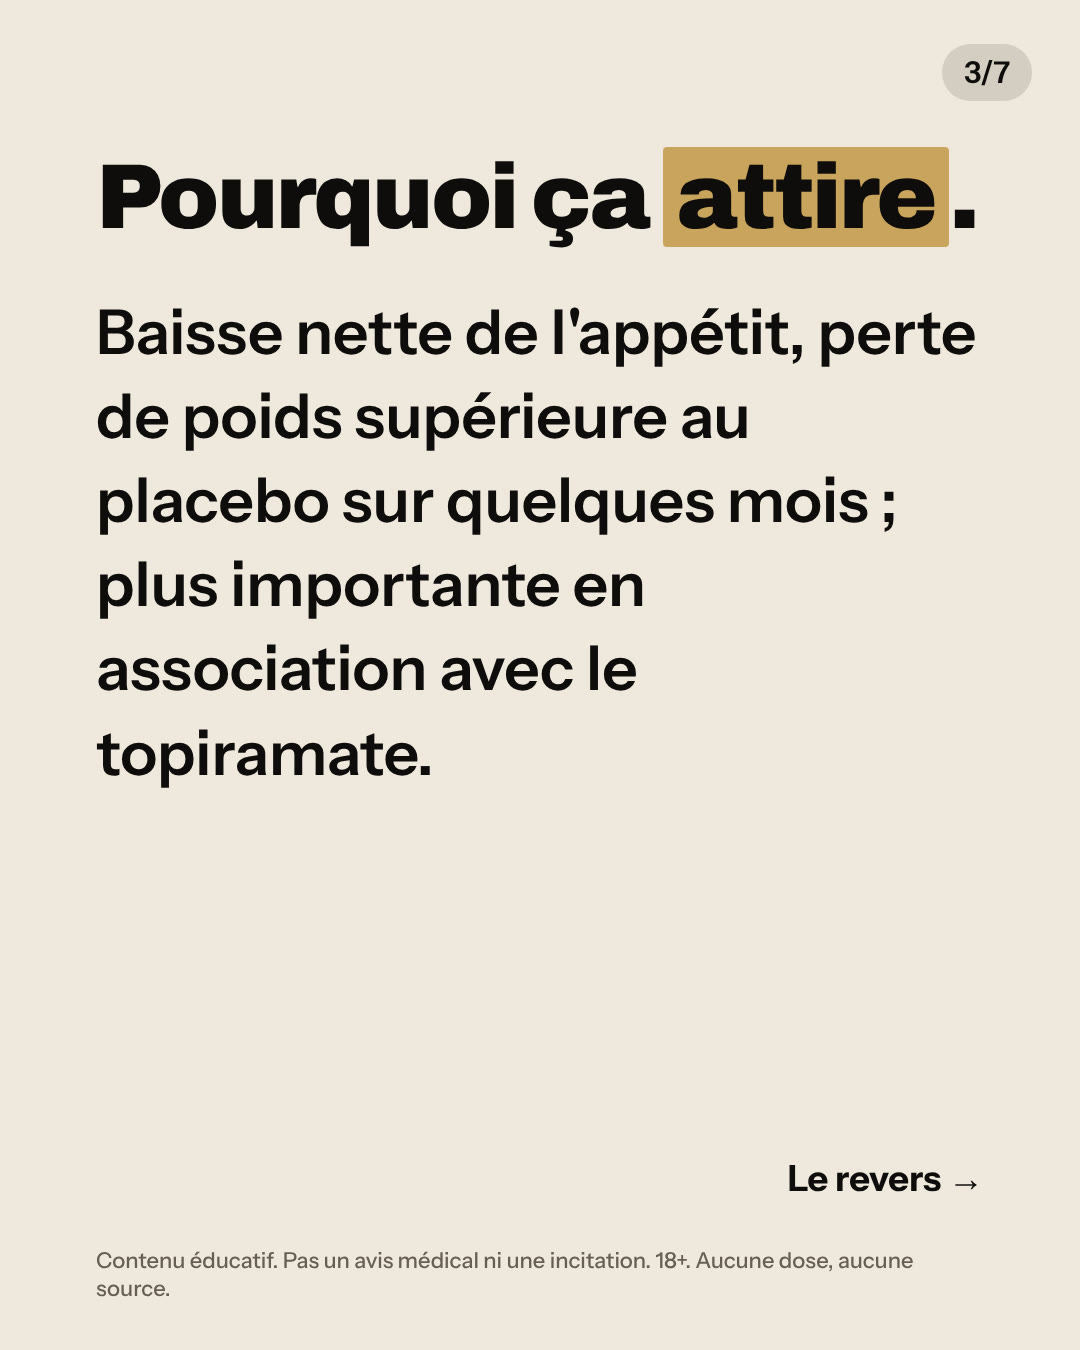 3/7
Pourquoi ça attire.
Baisse nette de l'appétit, perte
de poids supérieure au
placebo sur quelques mois ;
plus importante en
association avec le
topiramate.
Le revers →
Contenu éducatif. Pas un avis médical ni une incitation. 18+. Aucune dose, aucune
source.